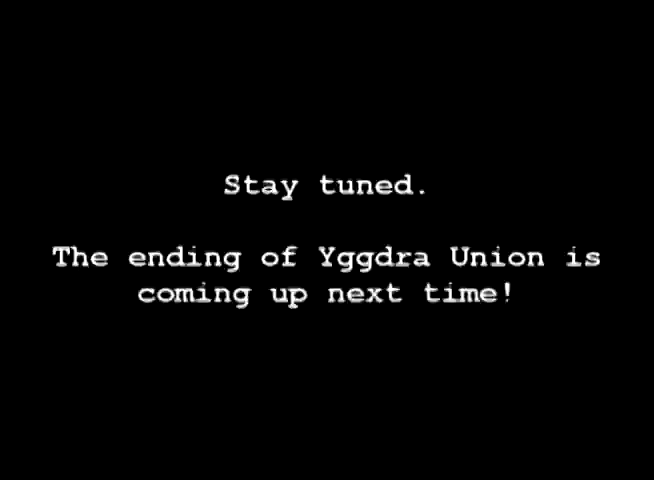 Stay tuned.
The ending of Yggdra Union is
coming up next time!